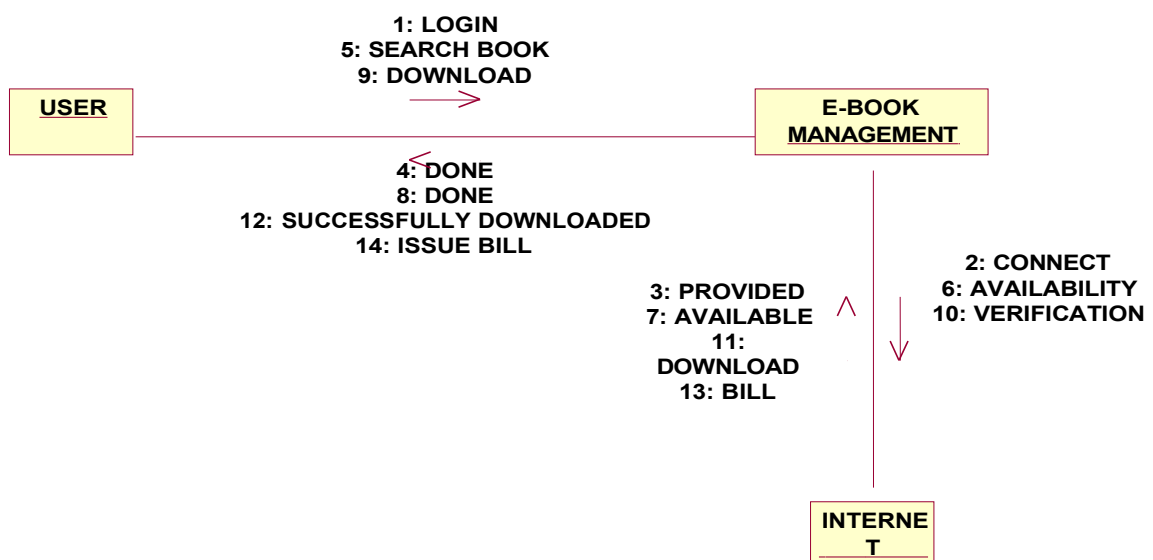 1: LOGIN
5: SEARCH BOOK
9: DOWNLOAD
USER
E-BOOK
MANAGEMENT
4: DONE
8: DONE
12: SUCCESSFULLY DOWNLOADED
14: ISSUE BILL
2: CONNECT
6: AVAILABILITY
10: VERIFICATION
3: PROVIDED
7: AVAILABLE
11:
DOWNLOAD
13: BILL
INTERNE
T